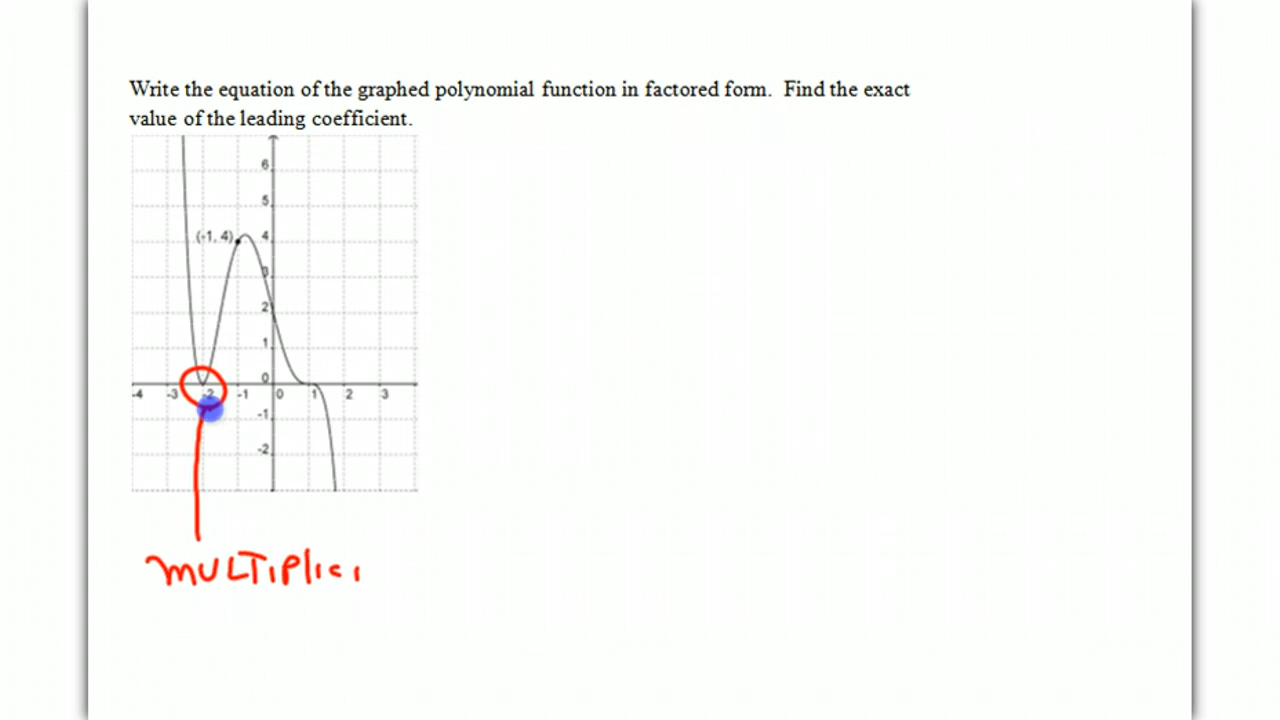 Write the equation of the graphed polynomial function in factored form.  Find the exact
value of the leading coefficient.
6
5
(-1, 4) 4
3
2
1
0
-4 -3 -2 -1 0 1 2 3
-1
-2
MULTIPLICI